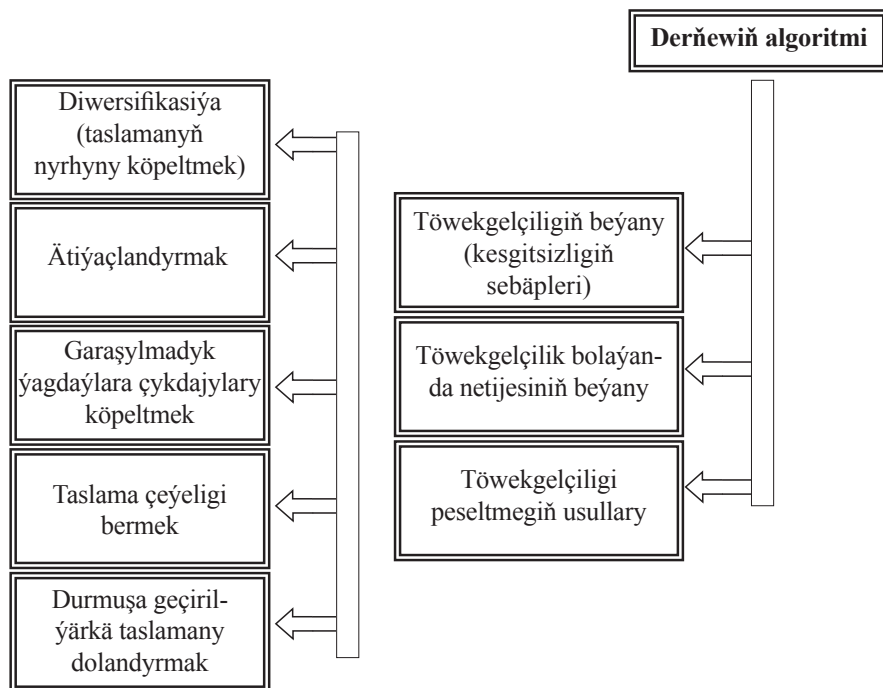 Derňewiň algoritmi
Diwersifikasiýa
(taslamanyň
nyrhyny köpeltmek)
Ätiýaçlandyrmak
Garaşylmadyk
ýagdaýlara çykdajylary
köpeltmek
Taslama çeýeligi
bermek
Durmuşa geçiril-
ýärkä taslamany
dolandyrmak
Töwekgelçiligiň beýany
(kesgitsizligiň
sebäpleri)
Töwekgelçilik bolaýan-
da netijesiniň beýany
Töwekgelçiligi
peseltmegiň usullary